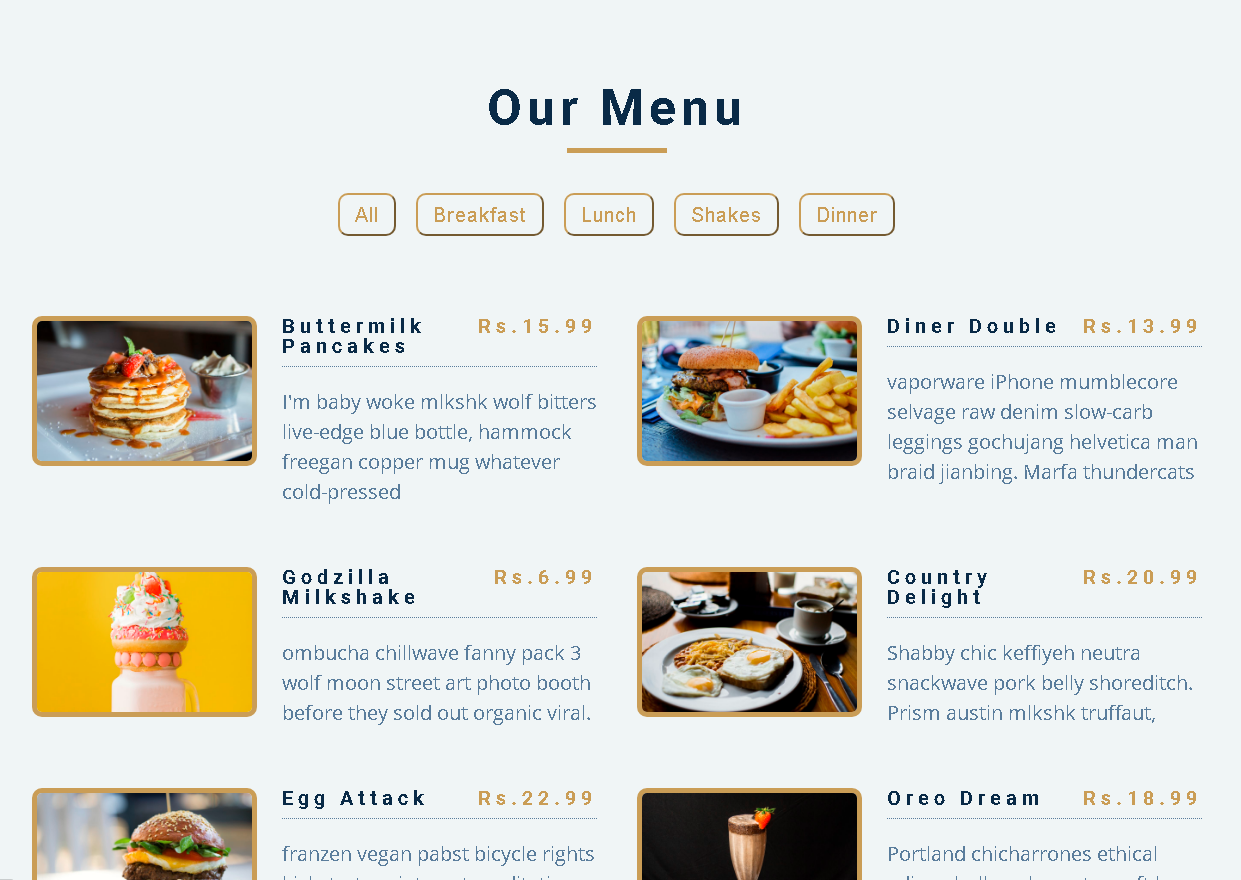 Our Menu
All Breakfast Lunch Shakes Dinner
Buttermilk Pancakes Rs.15.99
I'm baby woke mlkshk wolf bitters
live-edge blue bottle, hammock
freegan copper mug whatever
cold-pressed
Diner Double Rs.13.99
vaporware iPhone mumblecore
selvage raw denim slow-carb
leggings gochujang helvetica man
braid jianbing. Marfa thundercats
Godzilla Milkshake Rs.6.99
ombucha chillwave fanny pack 3
wolf moon street art photo booth
before they sold out organic viral.
Country Delight Rs.20.99
Shabby chic keffiyeh neutra
snackwave pork belly shoreditch.
Prism austin mlkshk truffaut,
Egg Attack Rs.22.99
franzen vegan pabst bicycle rights
Oreo Dream Rs.18.99
Portland chicharrones ethical